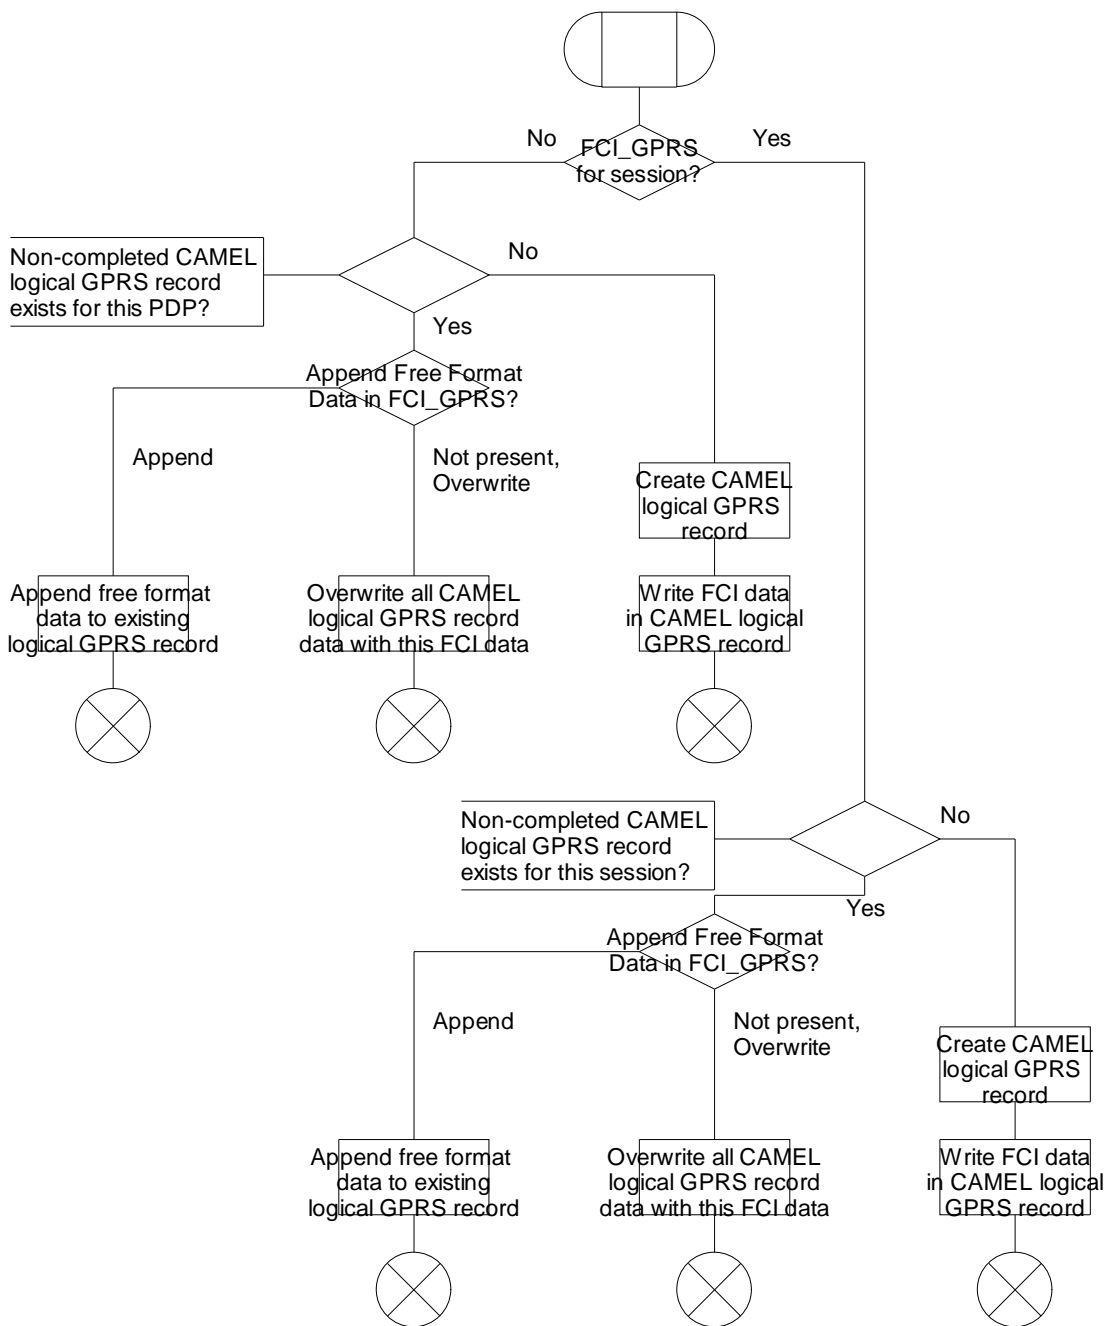 No
Yes
FCI_GPRS
for session?
Non-completed CAMEL
logical GPRS record
exists for this PDP?
No
Yes
Append Free Format
Data in FCI_GPRS?
Append
Not present,
Overwrite
Create CAMEL
logical GPRS
record
Append free format
data to existing
logical GPRS record
Overwrite all CAMEL
logical GPRS record
data with this FCI data
Write FCI data
in CAMEL logical
GPRS record
Non-completed CAMEL
logical GPRS record
exists for this session?
No
Yes
Append Free Format
Data in FCI_GPRS?
Append
Not present,
Overwrite
Create CAMEL
logical GPRS
record
Append free format
data to existing
logical GPRS record
Overwrite all CAMEL
logical GPRS record
data with this FCI data
Write FCI data
in CAMEL logical
GPRS record